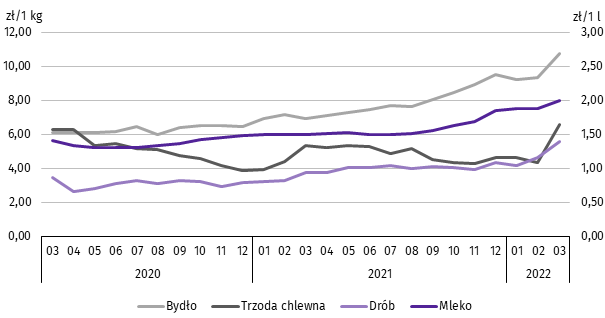 zł/1 kg zł/1 l
12,00 3,00
10,00 2,50
8,00 2,00
6,00 1,50
4,00 1,00
2,00 0,50
0,00 0,00
03 04 05 06 07 08 09 10 11 12 01 02 03 04 05 06 07 08 09 10 11 12 01 02 03
2020 2021 2022
Bydło Trzoda chlewna Drób Mleko